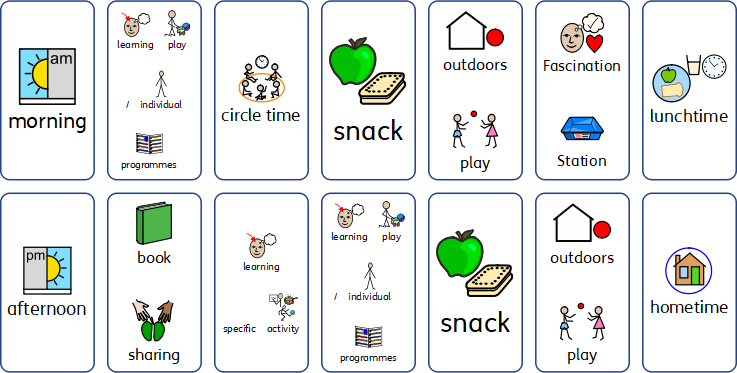 am
morning
learning play
/ individual
programmes
circle time
snack
outdoors
play
Fascination
Station
lunchtime
pm
afternoon
book
sharing
learning
specific activity
learning play
/ individual
programmes
snack
outdoors
play
hometime